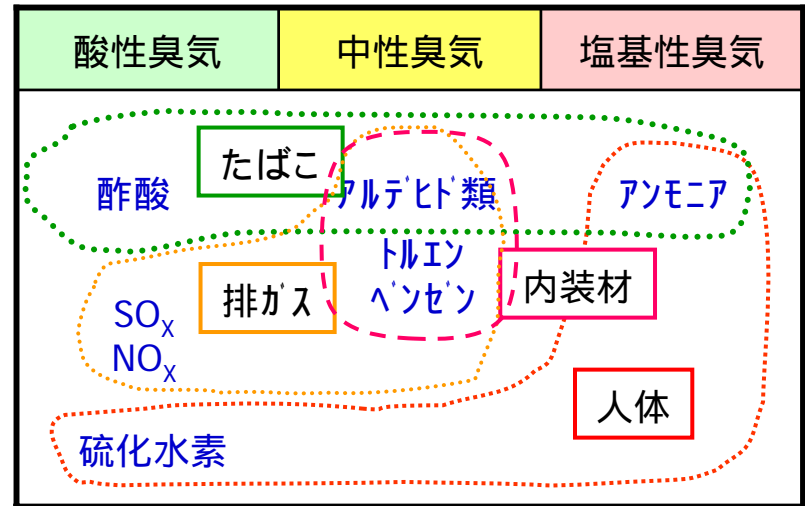 酸性臭気 中性臭気 塩基性臭気
たばこ
酢酸 ｱﾙﾃﾞﾋﾄﾞ類 アンモニア
トルエン
ﾍﾞﾝｾﾞﾝ
排ｶﾞｽ 内装材
SOX
NOX
人体
硫化水素